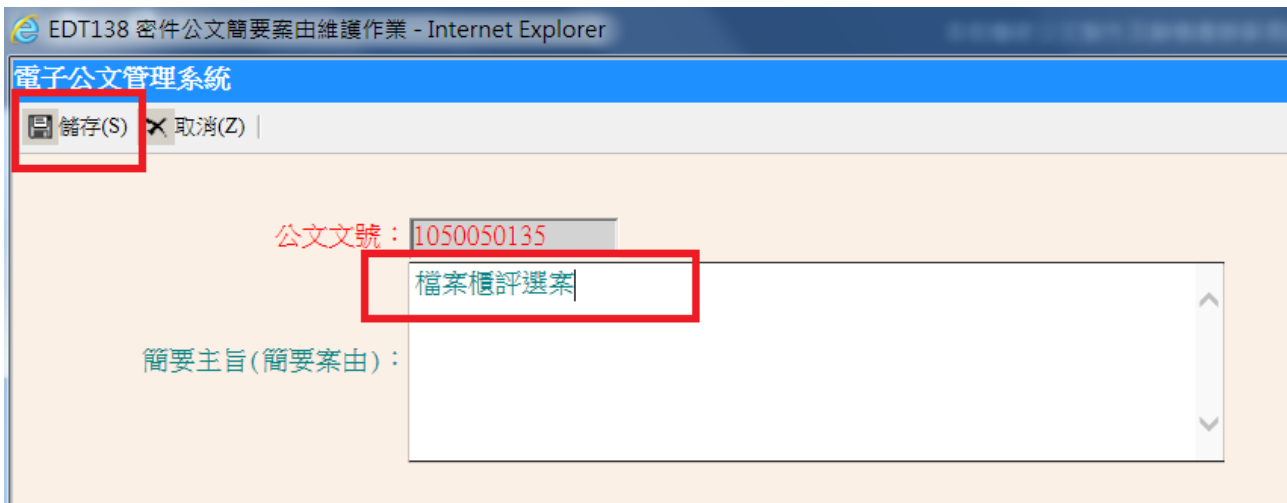 EDT138 密件公文簡要案由維護作業 - Internet Explorer
電子公文管理系統
儲存(S) 取消(Z)
公文文號：1050050135
檔案櫃評選案
簡要主旨(簡要案由)：